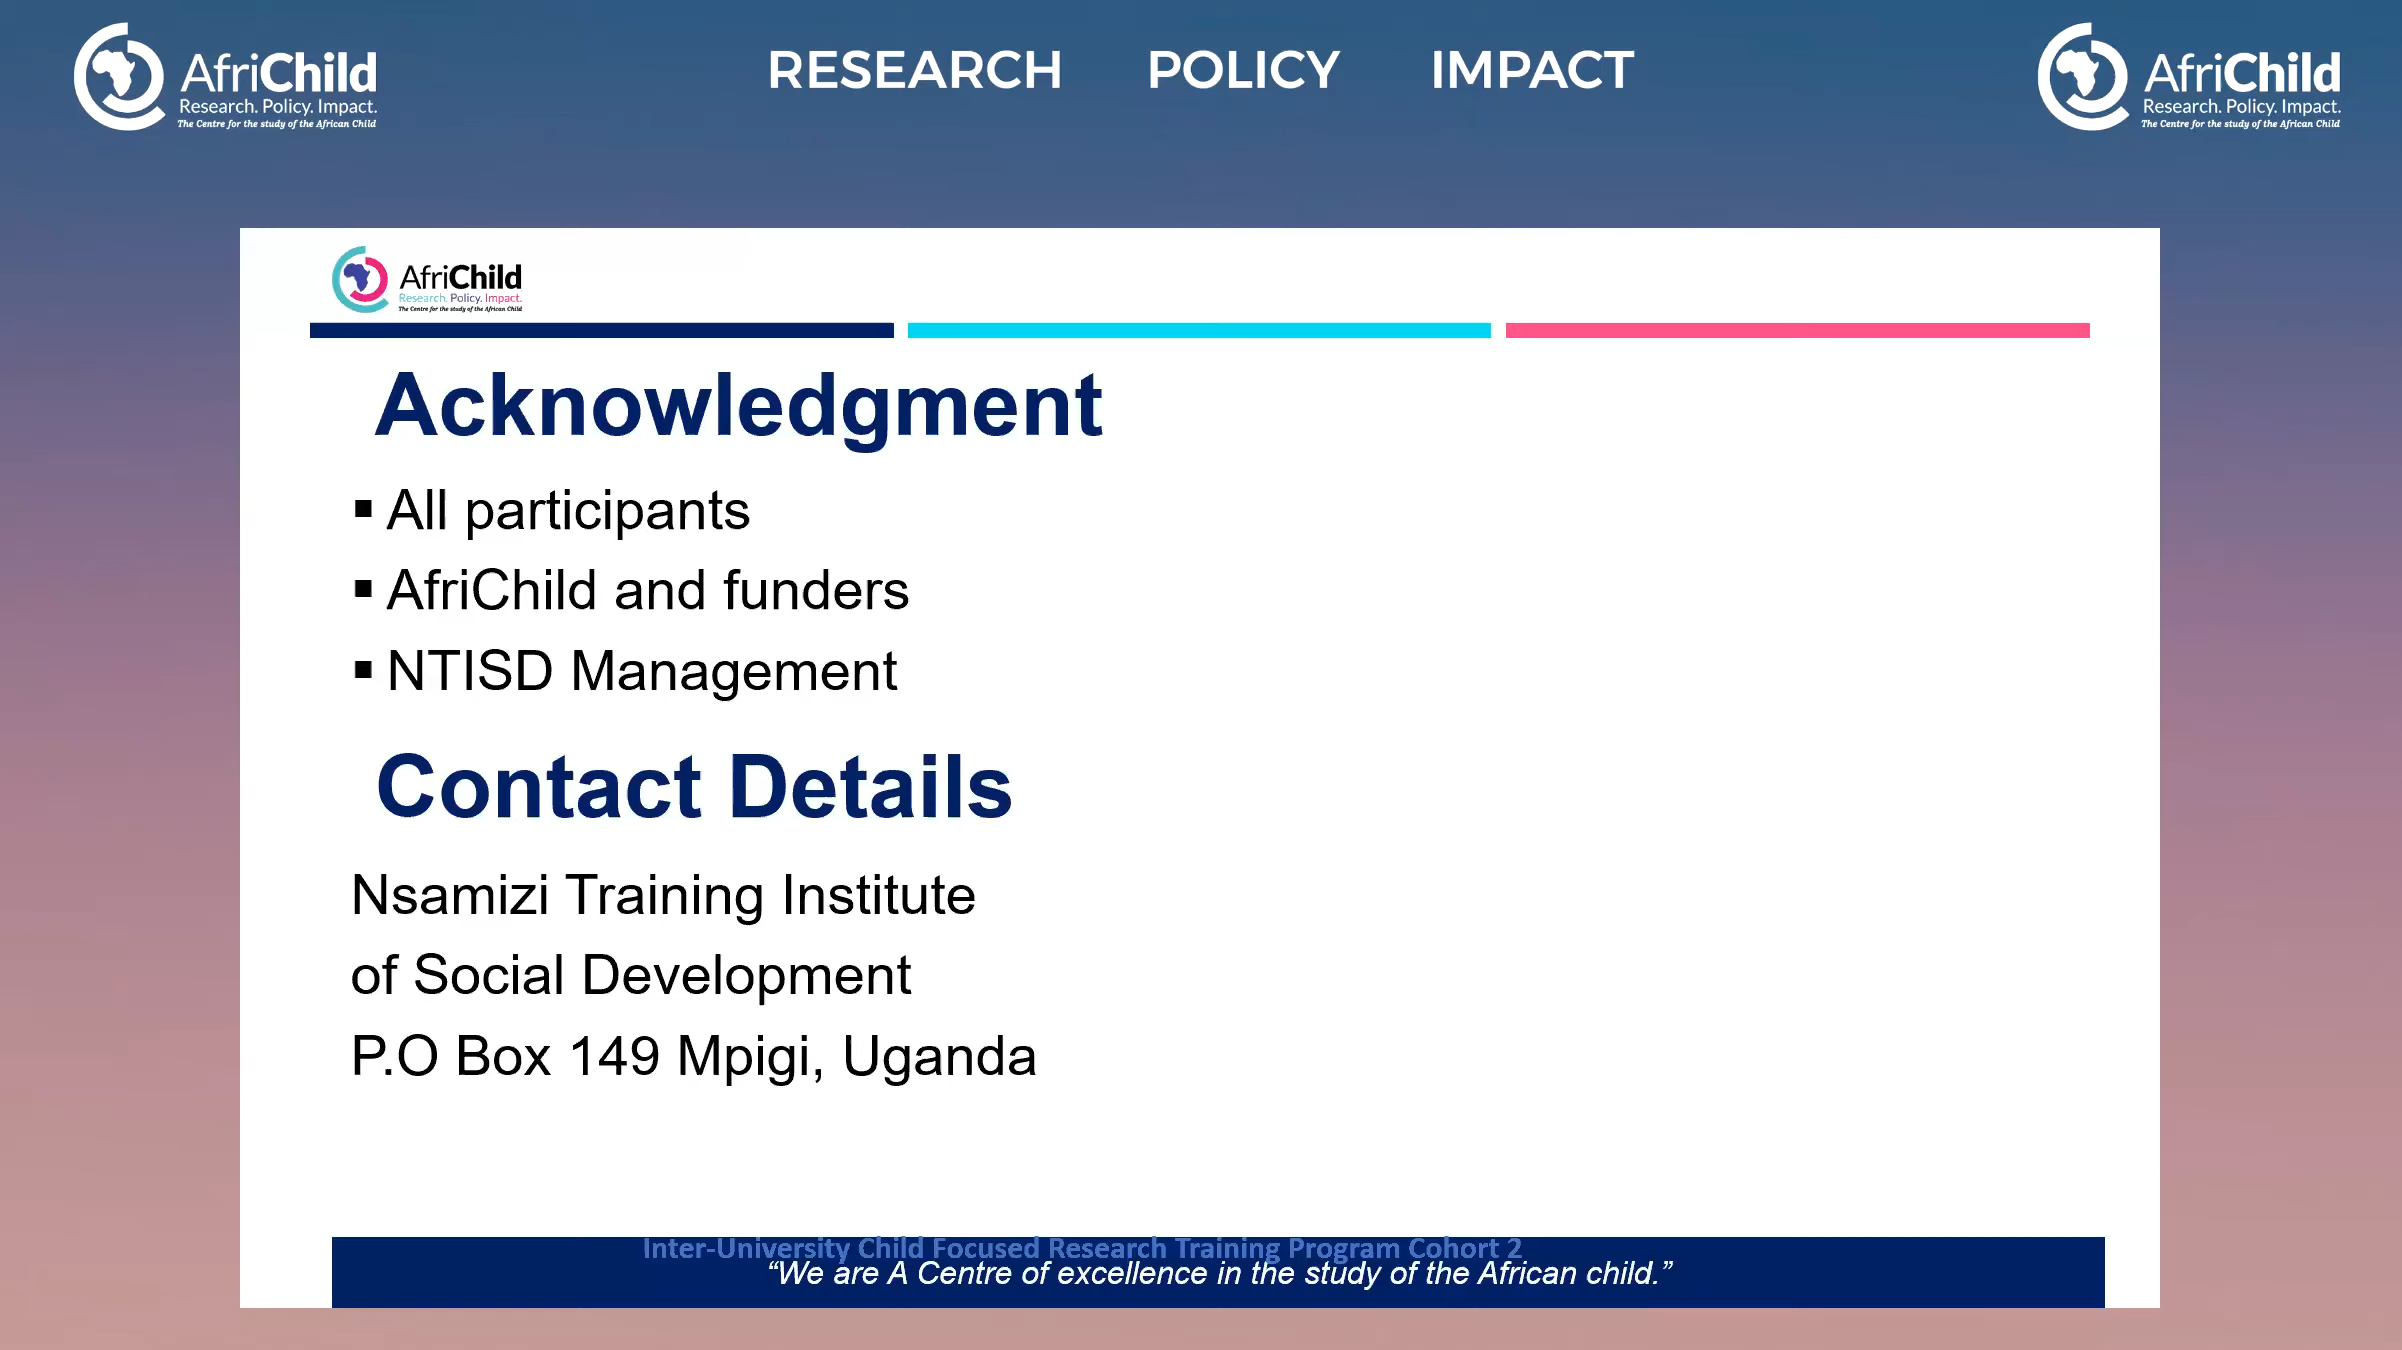 AfriChild
Research. Policy. Impact.
The Centre for the study of the African Child
RESEARCH POLICY IMPACT
AfriChild
Research. Policy. Impact.
The Centre for the study of the African Child
AfriChild
Research. Policy. Impact.
The Centre for the study of the African Child
Acknowledgment
▪ All participants
▪ AfriChild and funders
▪ NTISD Management
Contact Details
Nsamizi Training Institute
of Social Development
P.O Box 149 Mpigi, Uganda
Inter-University Child Focused Research Training Program Cohort 2
“We are A Centre of excellence in the study of the African child.”